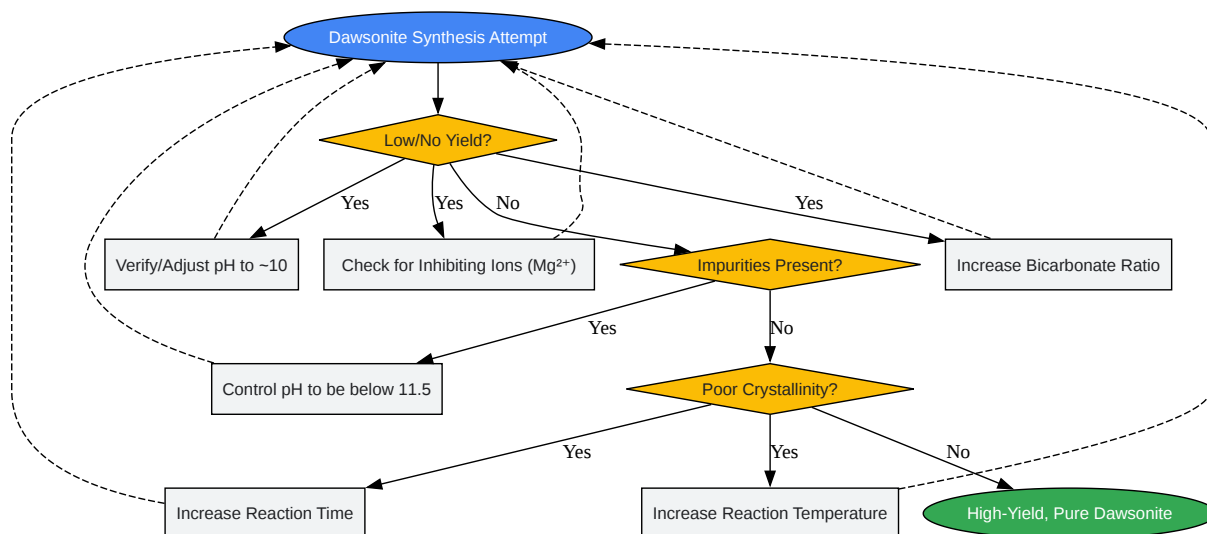 Dawsonite Synthesis Attempt
Low/No Yield?
Yes
Yes
No
Yes
Verify/Adjust pH to ~10
Check for Inhibiting Ions (Mg²⁺)
Impurities Present?
Increase Bicarbonate Ratio
Yes
No
Control pH to be below 11.5
Poor Crystallinity?
Yes
Yes
No
Increase Reaction Time
Increase Reaction Temperature
High-Yield, Pure Dawsonite